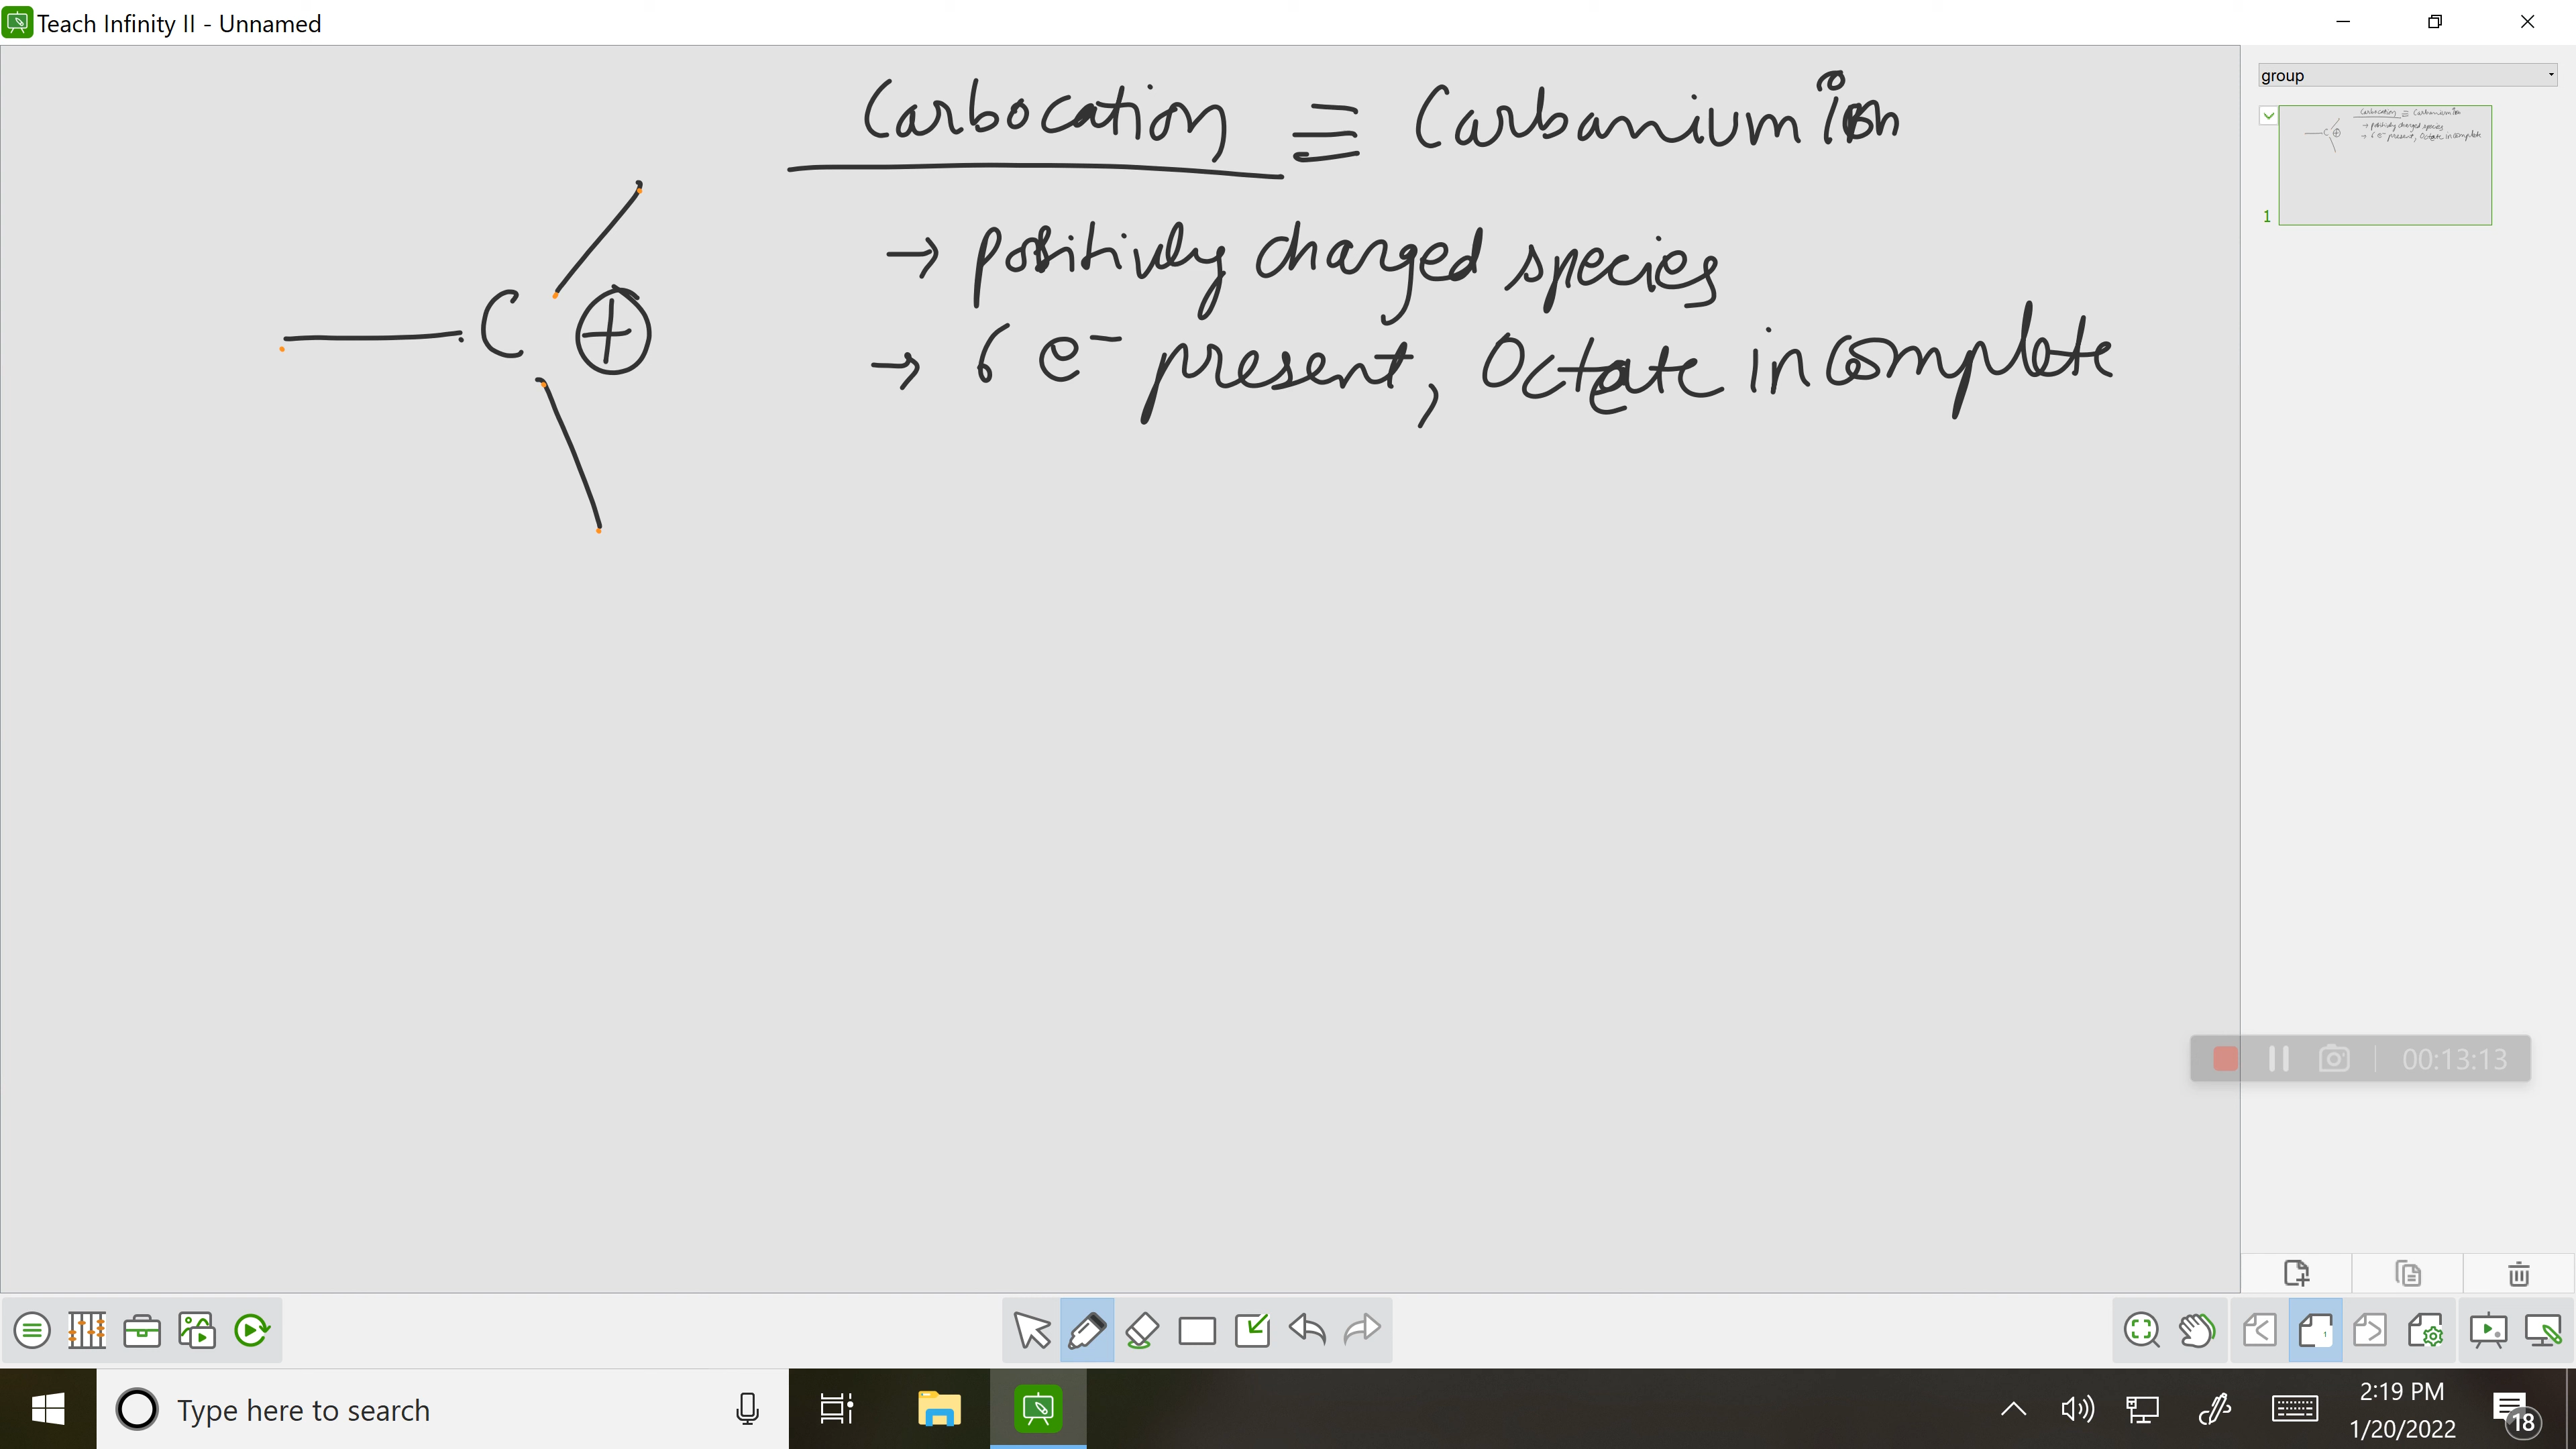 Teach Infinity II - Unnamed
group
Carbocation ≡ Carbanium ion
→ positively charged species
C ⊕
→ 6 e⁻ present, Octate incomplete
1
00:13:13
1
Type here to search
2:19 PM
1/20/2022
18